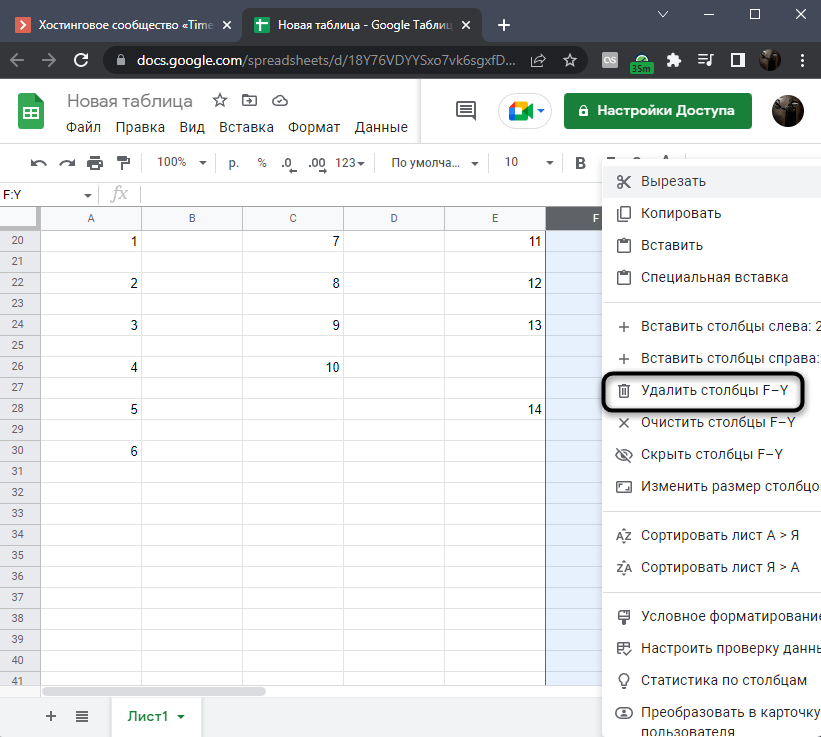 Хостинговое сообщество «Time
Новая таблица - Google Таблиц
docs.google.com/spreadsheets/d/18Y76VDYYSxo7vk6sgxfD...
35m
Новая таблица
Файл Правка Вид Вставка Формат Данные
Настройки Доступа
100% р. % .0 .00 123 По умолча... 10 B
F:Y fx
A B C D E F
20 1 7 11
21
22 2 8 12
23
24 3 9 13
25
26 4 10
27
28 5 14
29
30 6
31
32
33
34
35
36
37
38
39
40
41
Вырезать
Копировать
Вставить
Специальная вставка
Вставить столбцы слева: 2
Вставить столбцы справа:
Удалить столбцы F–Y
Очистить столбцы F–Y
Скрыть столбцы F–Y
Изменить размер столбцо
Сортировать лист А > Я
Сортировать лист Я > А
Условное форматирование
Настроить проверку данны
Статистика по столбцам
Преобразовать в карточку
пользователя
Лист1